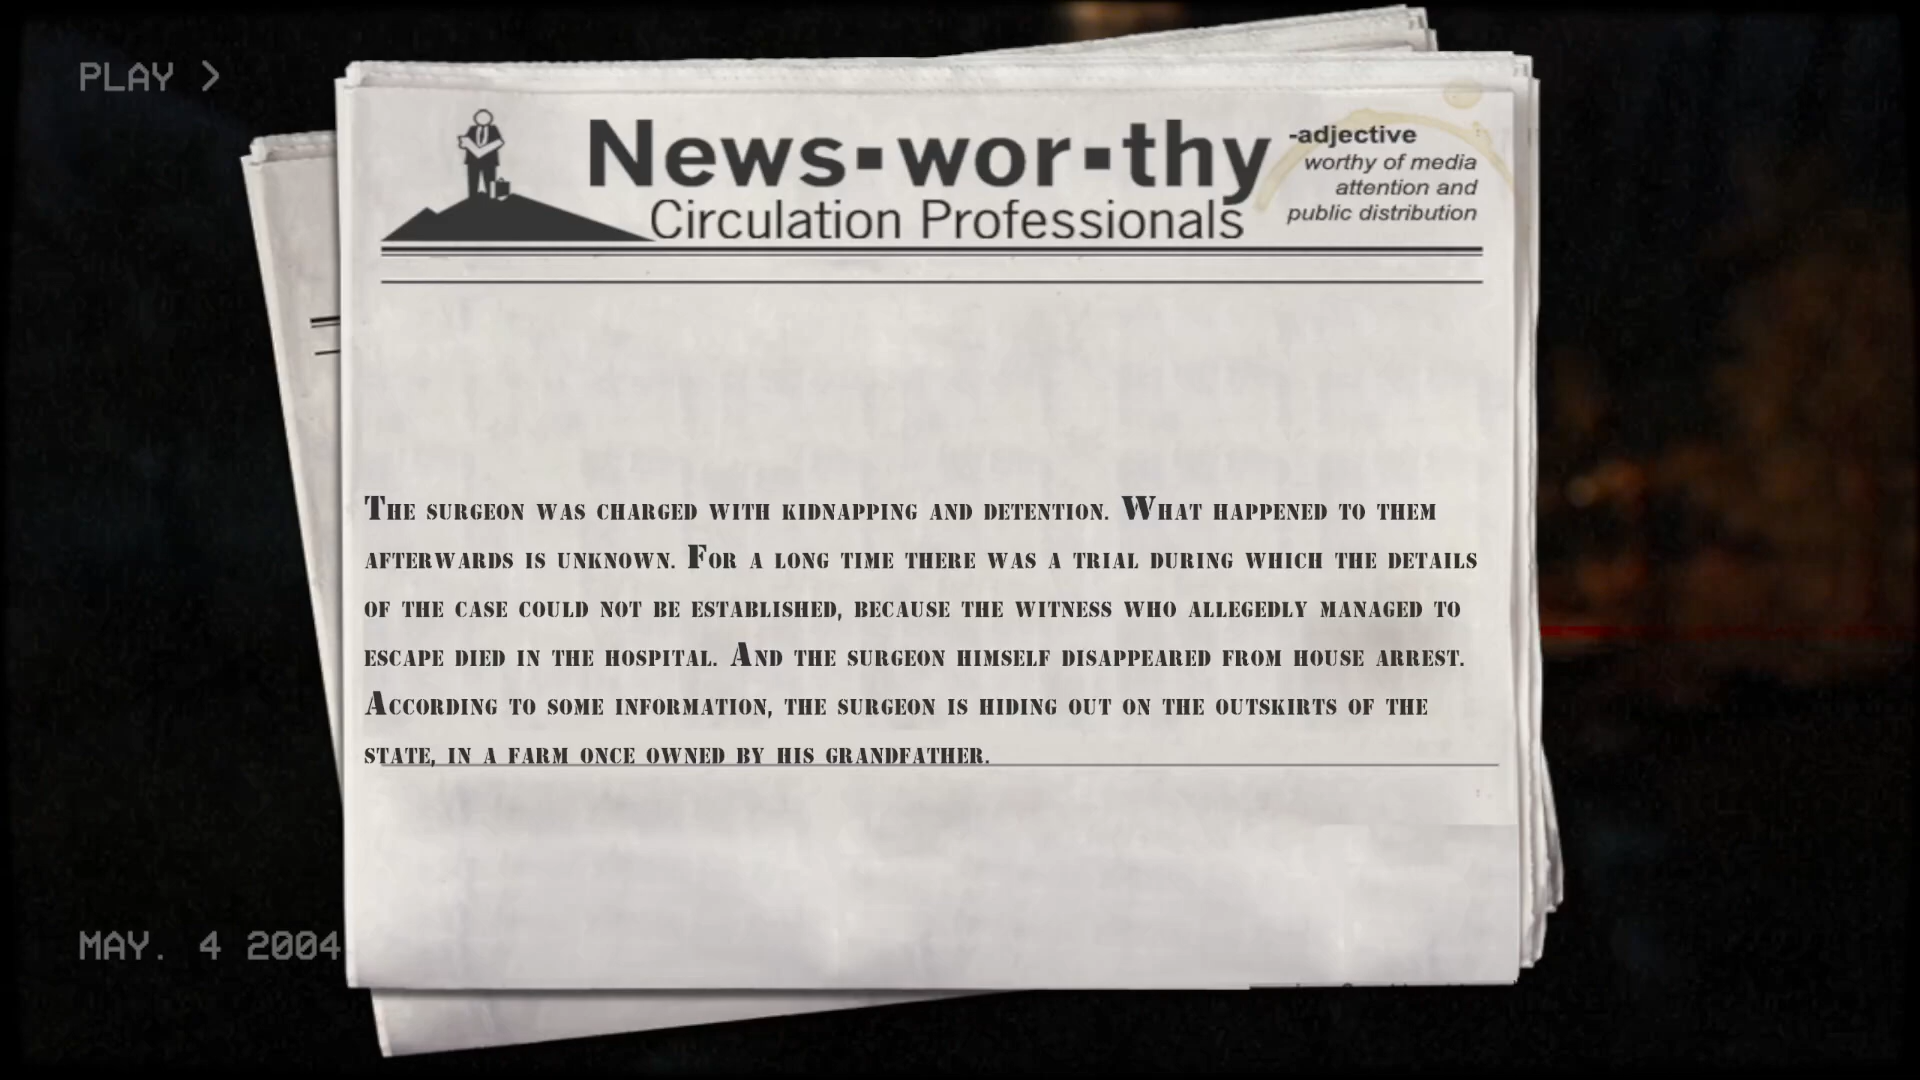 PLAY >
News▪wor▪thy
Circulation Professionals
-adjective
worthy of media
attention and
public distribution
The surgeon was charged with kidnapping and detention. What happened to them
afterwards is unknown. For a long time there was a trial during which the details
of the case could not be established, because the witness who allegedly managed to
escape died in the hospital. And the surgeon himself disappeared from house arrest.
According to some information, the surgeon is hiding out on the outskirts of the
state, in a farm once owned by his grandfather.
MAY. 4 2004